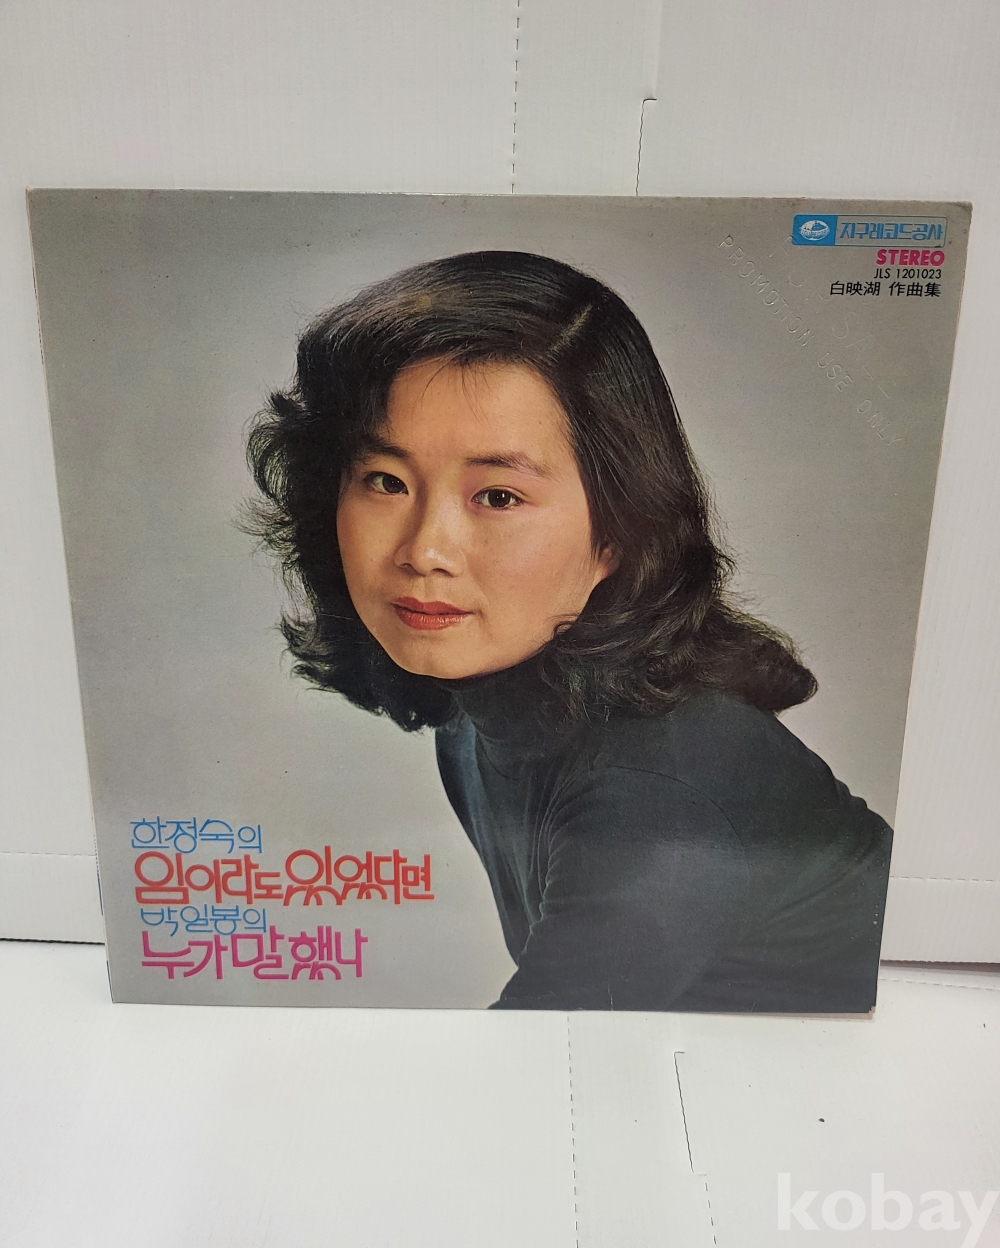 지구레코드공사
STEREO
JLS 1201023
白映湖 作曲集
PROMOTION USE ONLY
한정숙의
임이라도 있었다면
박일봉의
누가 말했나
kobay